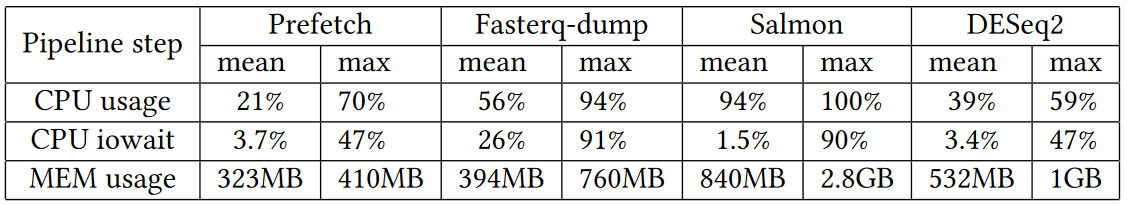 Pipeline step Prefetch Fasterq-dump Salmon DESeq2
mean max mean max mean max mean max
CPU usage 21% 70% 56% 94% 94% 100% 39% 59%
CPU iowait 3.7% 47% 26% 91% 1.5% 90% 3.4% 47%
MEM usage 323MB 410MB 394MB 760MB 840MB 2.8GB 532MB 1GB